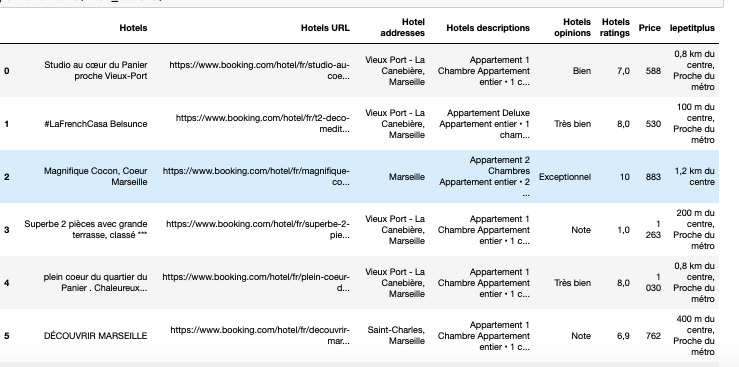 Hotels Hotels URL Hotel addresses Hotels descriptions Hotels opinions Hotels ratings Price lepetitplus
0 Studio au cœur du Panier proche Vieux-Port https://www.booking.com/hotel/fr/studio-au-coe... Vieux Port - La Canebière, Marseille Appartement 1 Chambre Appartement entier • 1 c... Bien 7,0 588 0,8 km du centre, Proche du métro
1 #LaFrenchCasa Belsunce https://www.booking.com/hotel/fr/t2-deco-medit... Vieux Port - La Canebière, Marseille Appartement Deluxe Appartement entier • 1 cham... Très bien 8,0 530 100 m du centre, Proche du métro
2 Magnifique Cocon, Coeur Marseille https://www.booking.com/hotel/fr/magnifique-co... Marseille Appartement 2 Chambres Appartement entier • 2 ... Exceptionnel 10 883 1,2 km du centre
3 Superbe 2 pièces avec grande terrasse, classé *** https://www.booking.com/hotel/fr/superbe-2-pie... Vieux Port - La Canebière, Marseille Appartement 1 Chambre Appartement entier • 1 c... Note 1,0 1 263 200 m du centre, Proche du métro
4 plein coeur du quartier du Panier . Chaleureux... https://www.booking.com/hotel/fr/plein-coeur-d... Vieux Port - La Canebière, Marseille Appartement 1 Chambre Appartement entier • 1 c... Très bien 8,0 1 030 0,8 km du centre, Proche du métro
5 DÉCOUVRIR MARSEILLE https://www.booking.com/hotel/fr/decouvrir-mar... Saint-Charles, Marseille Appartement 1 Chambre Appartement entier • 1 c... Note 6,9 762 400 m du centre, Proche du métro